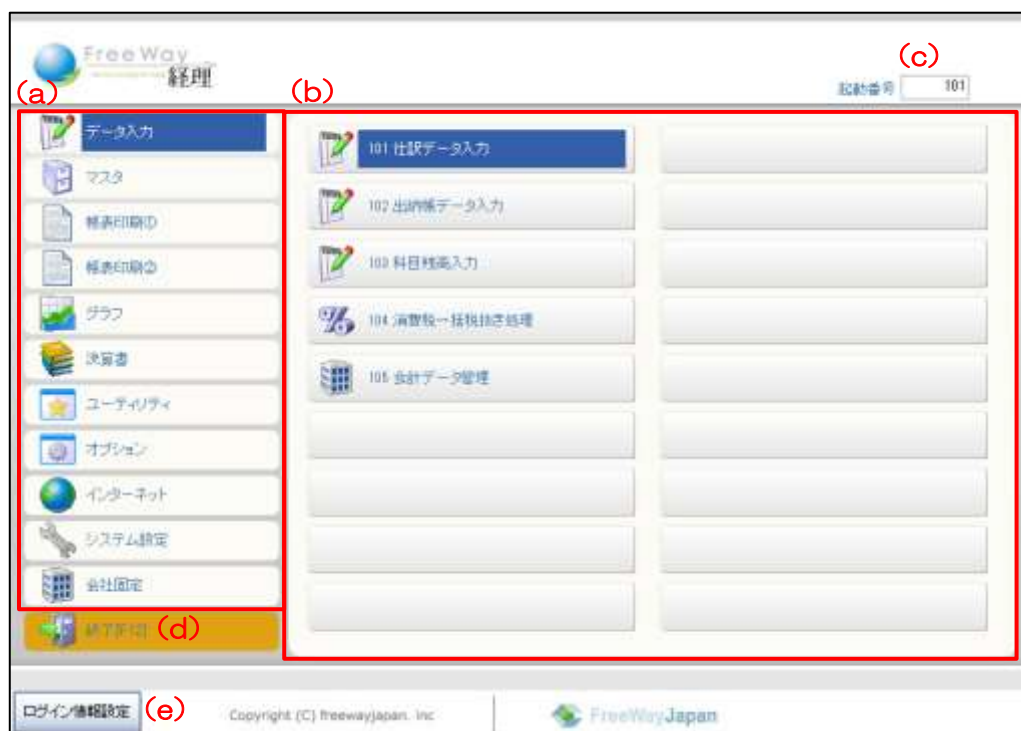 FreeWay
経理
(c)
起動番号 101
(a)
(b)
データ入力
マスタ
帳表印刷①
帳表印刷②
グラフ
決算書
ユーティリティ
オプション
インターネット
システム設定
会社固定
終了[F12]
(d)
101 仕訳データ入力
102 出納帳データ入力
103 科目残高入力
104 消費税一括税抜き処理
105 会計データ管理
ログイン情報設定
(e)
Copyright (C) freewayjapan. inc
FreeWayJapan